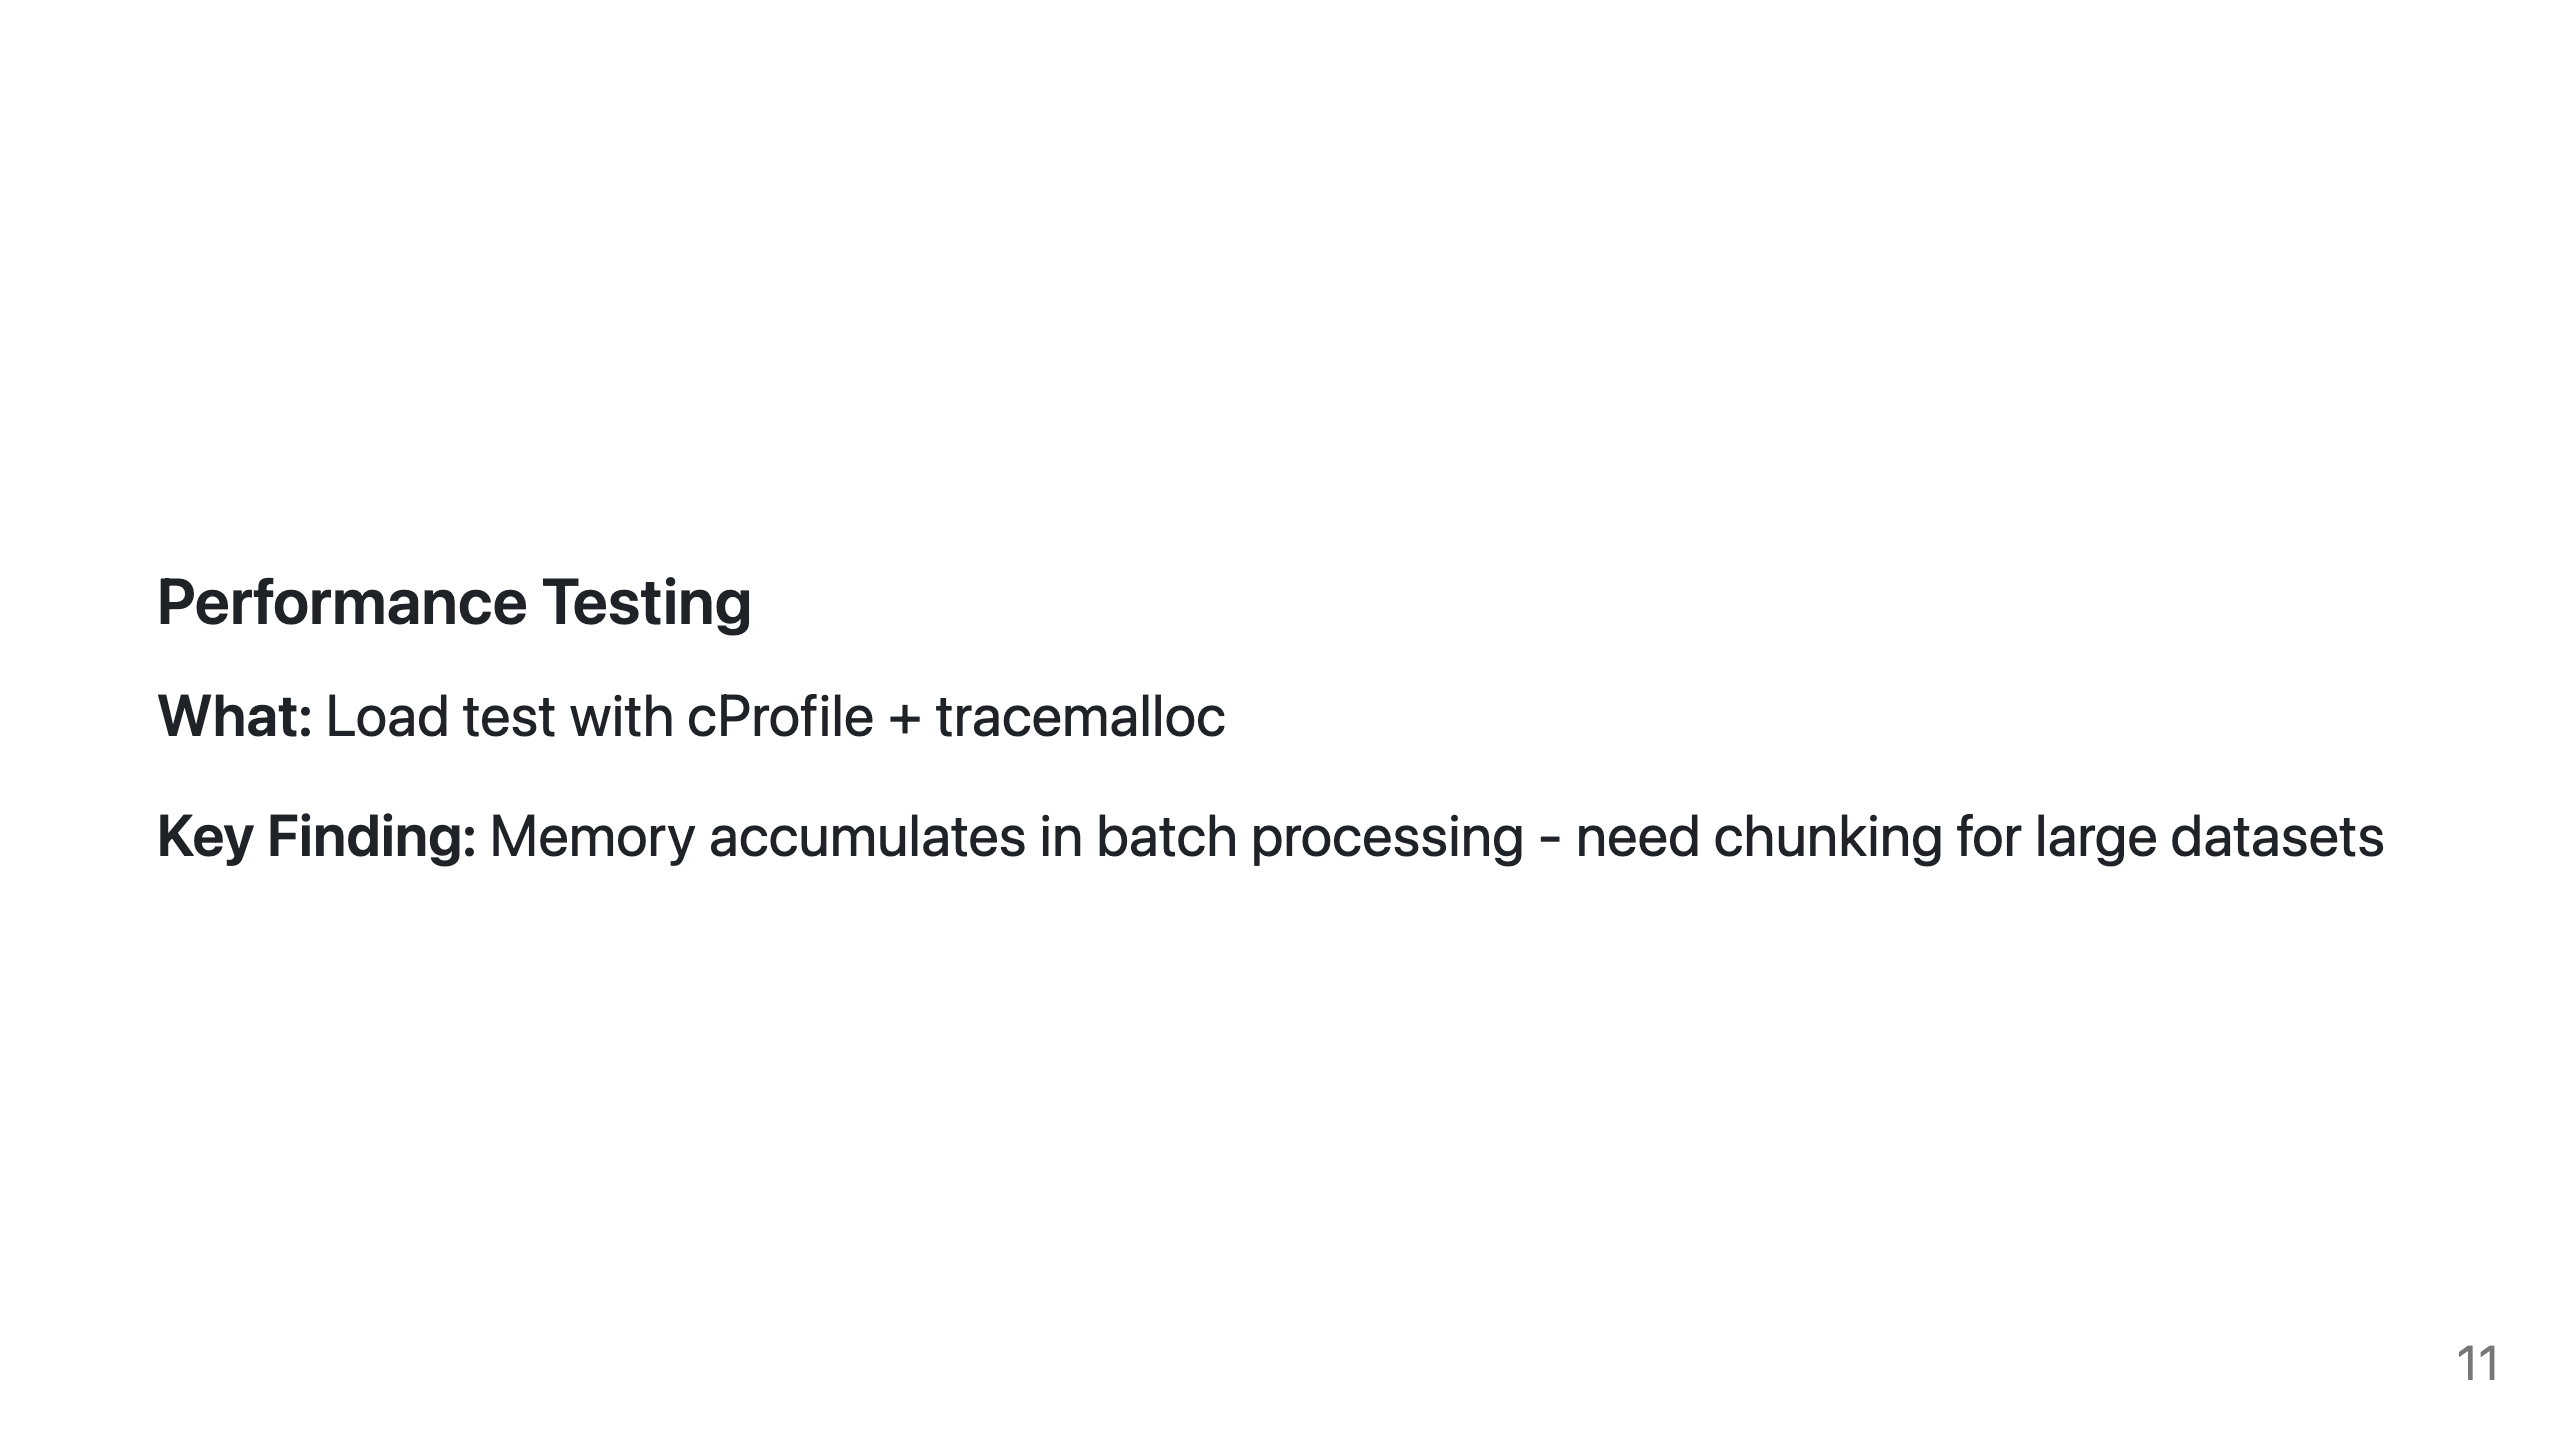 Performance Testing
What: Load test with cProfile + tracemalloc
Key Finding: Memory accumulates in batch processing - need chunking for large datasets
11